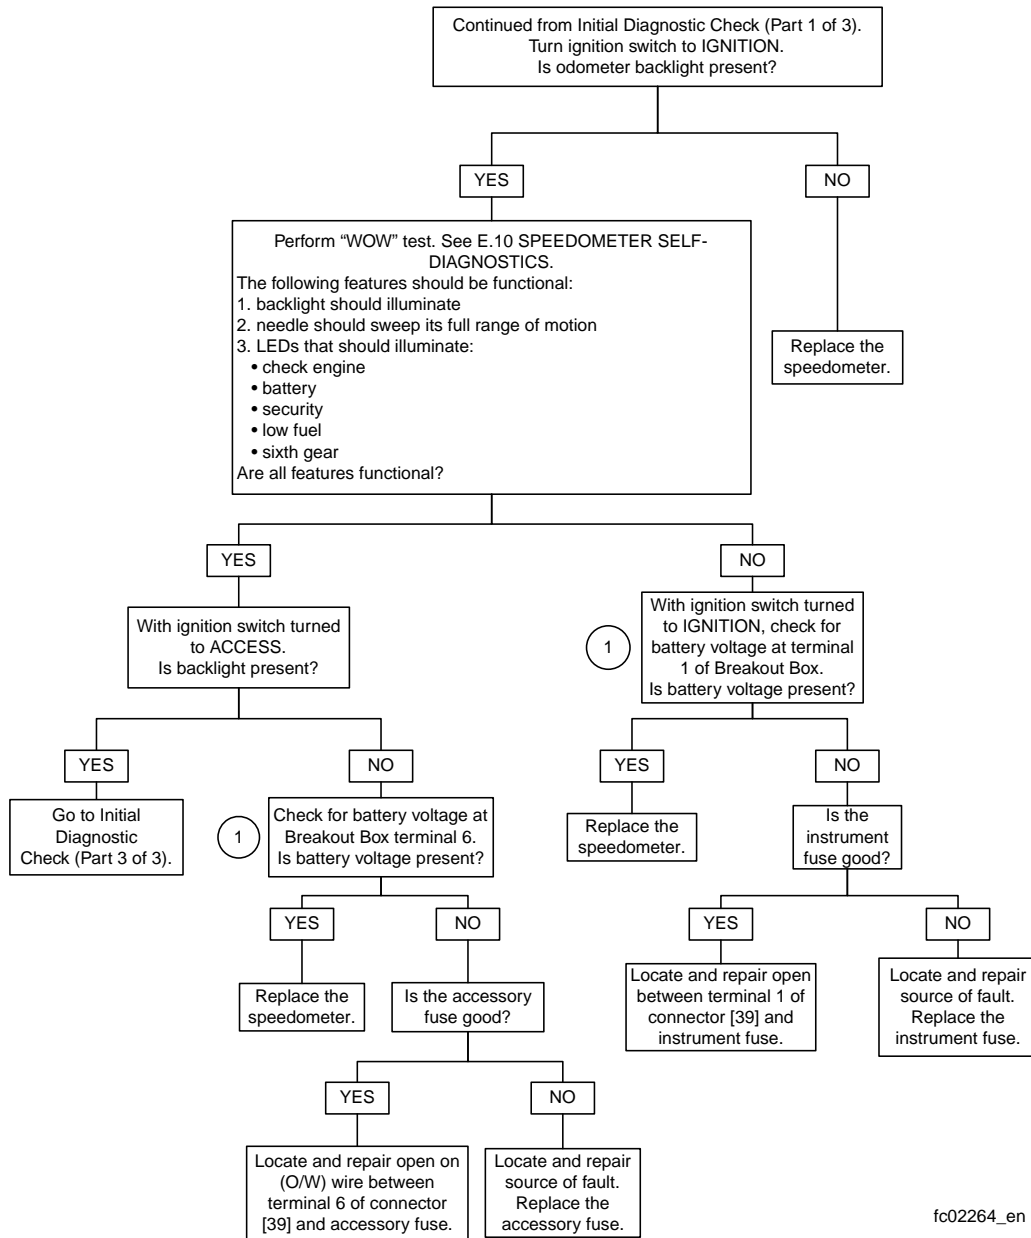 Continued from Initial Diagnostic Check (Part 1 of 3).
Turn ignition switch to IGNITION.
Is odometer backlight present?
YES
NO
Perform “WOW” test. See E.10 SPEEDOMETER SELF-
DIAGNOSTICS.
The following features should be functional:
1. backlight should illuminate
2. needle should sweep its full range of motion
3. LEDs that should illuminate:
• check engine
• battery
• security
• low fuel
• sixth gear
Are all features functional?
Replace the
speedometer.
YES
NO
With ignition switch turned
to ACCESS.
Is backlight present?
1
With ignition switch turned
to IGNITION, check for
battery voltage at terminal
1 of Breakout Box.
Is battery voltage present?
YES
NO
YES
NO
Go to Initial
Diagnostic
Check (Part 3 of 3).
1
Check for battery voltage at
Breakout Box terminal 6.
Is battery voltage present?
Replace the
speedometer.
Is the
instrument
fuse good?
YES
NO
YES
NO
Replace the
speedometer.
Is the accessory
fuse good?
Locate and repair open
between terminal 1 of
connector [39] and
instrument fuse.
Locate and repair
source of fault.
Replace the
instrument fuse.
YES
NO
Locate and repair open on
(O/W) wire between
terminal 6 of connector
[39] and accessory fuse.
Locate and repair
source of fault.
Replace the
accessory fuse.
fc02264_en